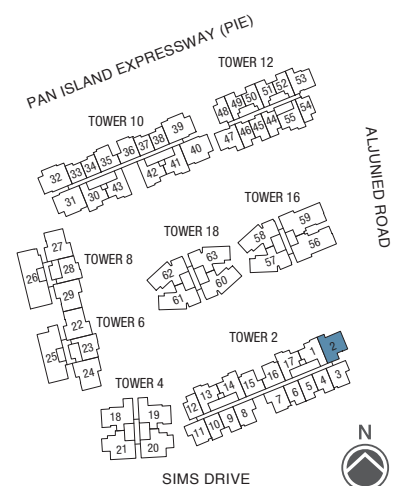 PAN ISLAND EXPRESSWAY (PIE)
TOWER 12
48 49 50 51 52 53
47 46 45 44 55 54
TOWER 10
32 33 34 35 36 37 38 39
31 30 43 42 41 40
ALJUNIED ROAD
TOWER 16
58 59
57 56
TOWER 18
62 63
61 60
TOWER 8
27
26 28
29
TOWER 6
22
25 23
24
TOWER 2
12 13 14 15 16 17 1 2
11 10 9 8 7 6 5 4 3
TOWER 4
18 19
21 20
N
SIMS DRIVE